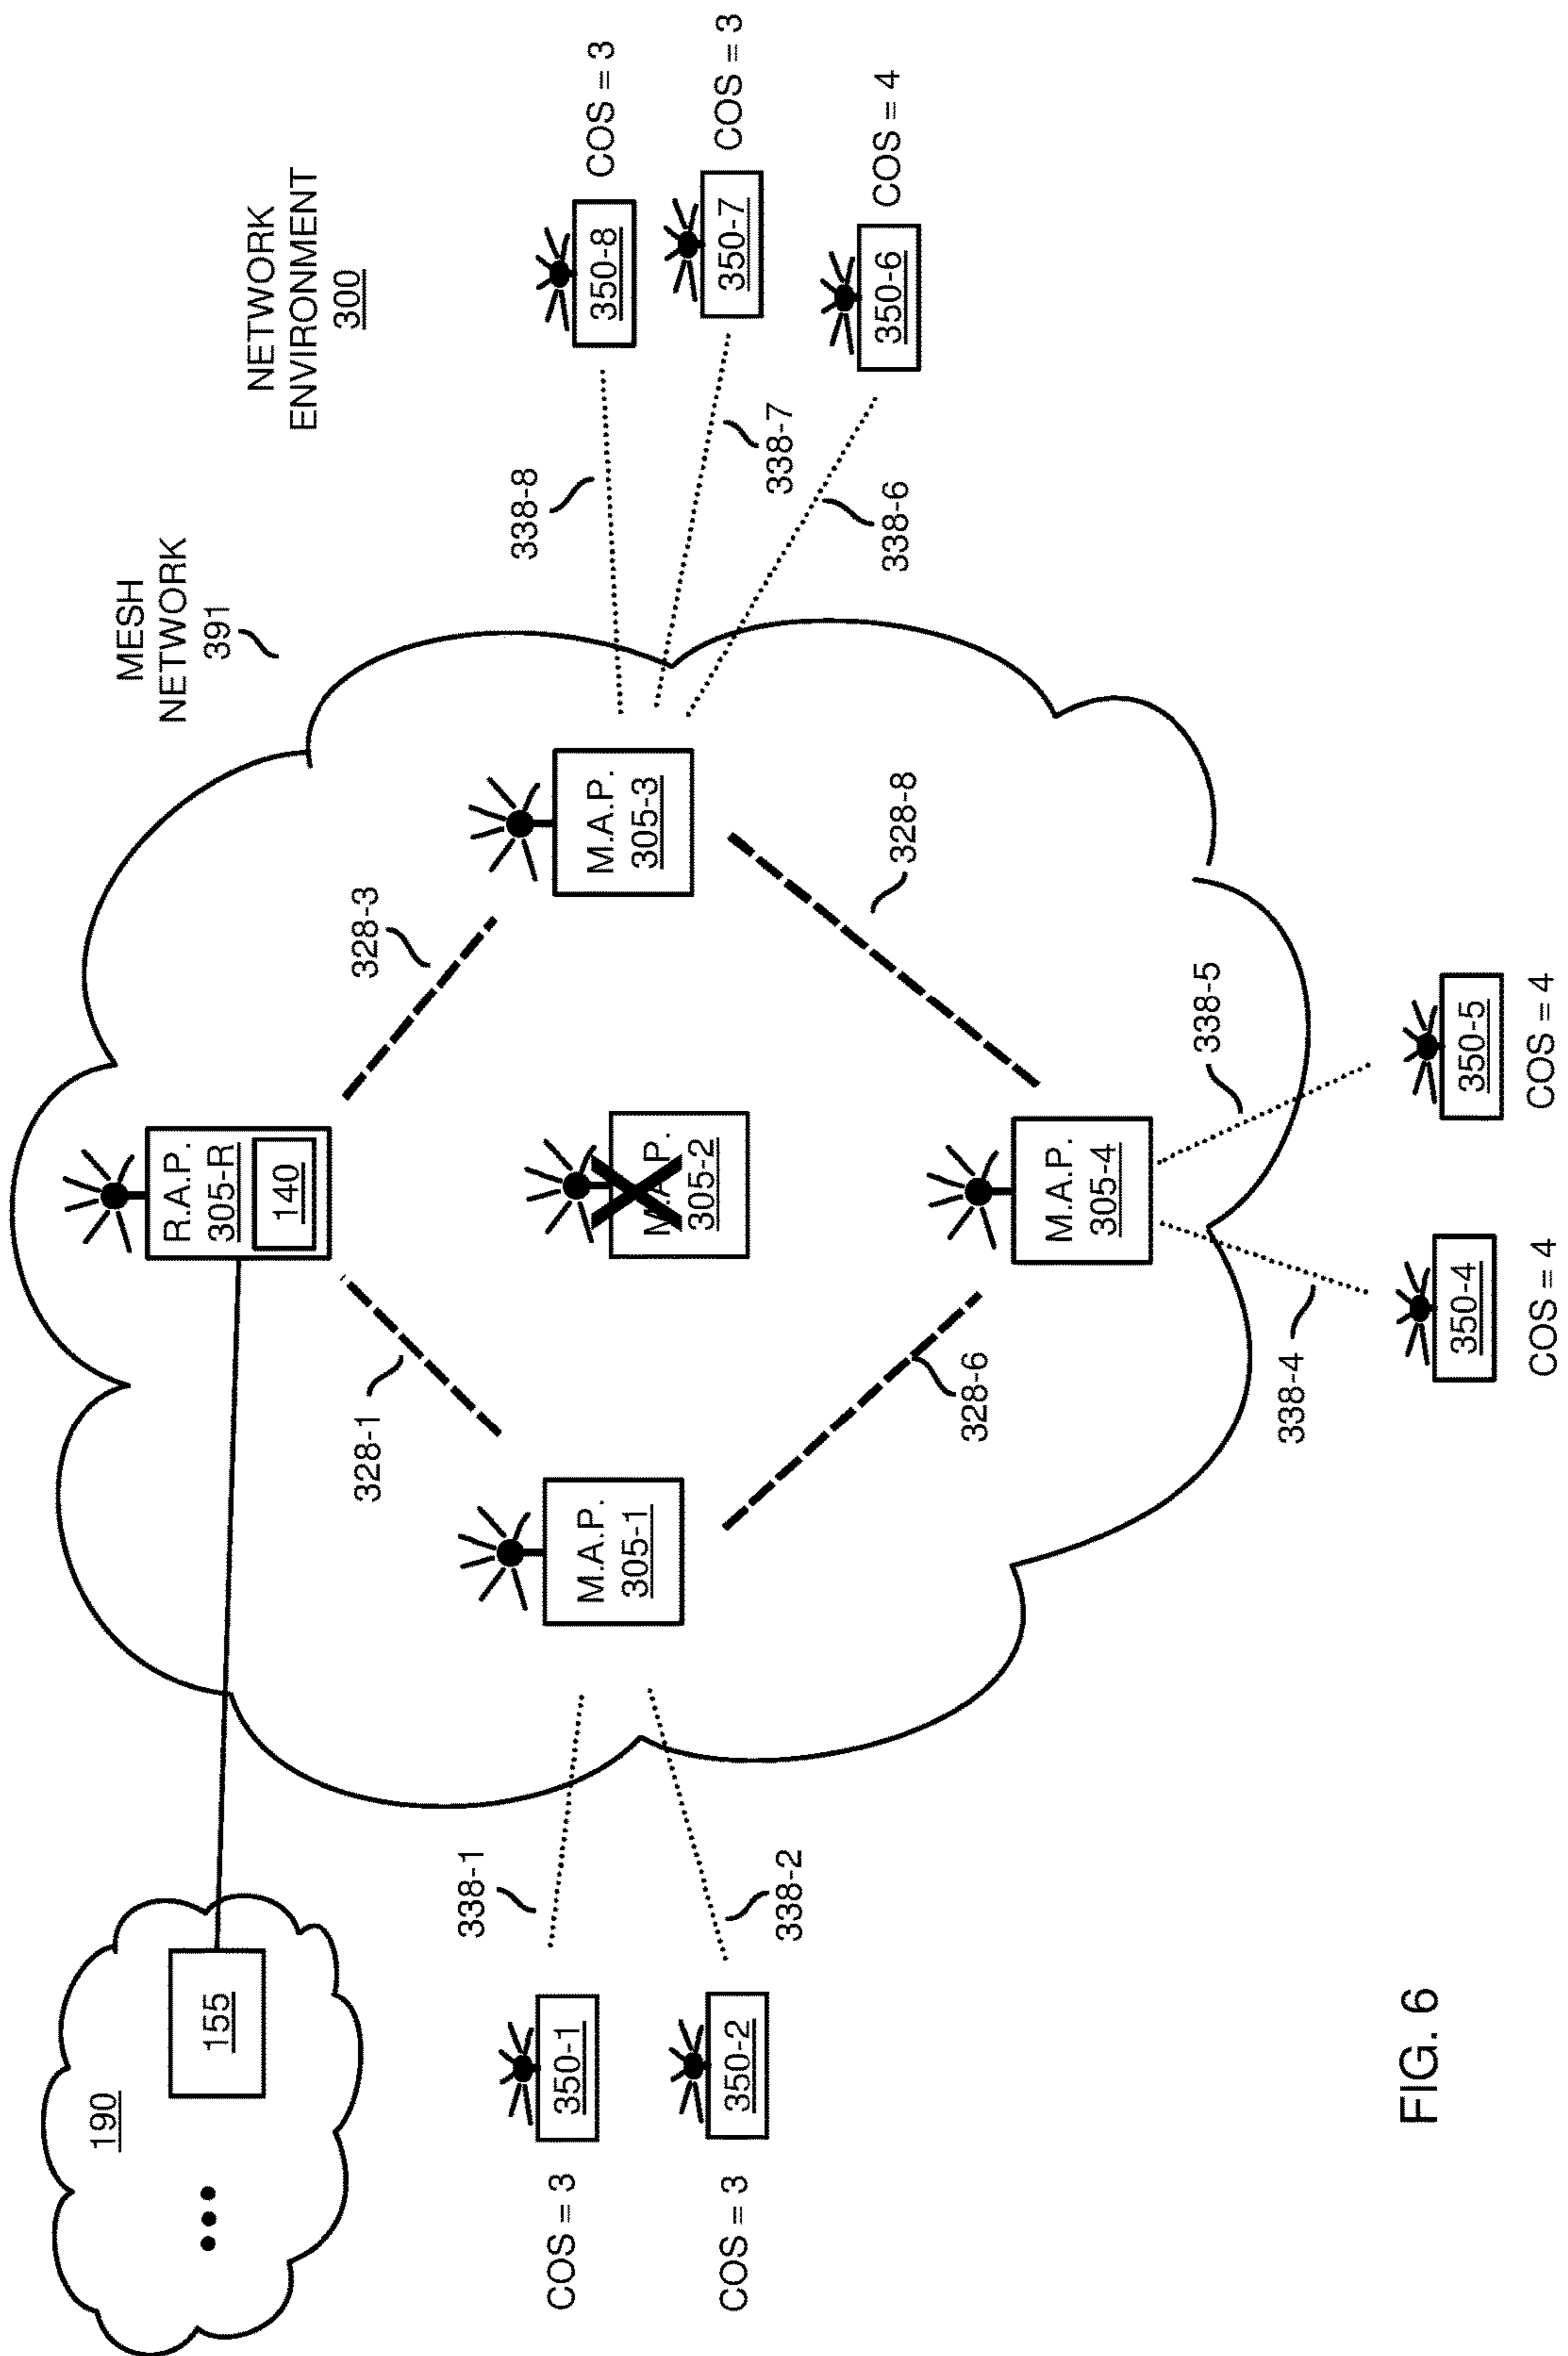 190
155
MESH
NETWORK
391
NETWORK
ENVIRONMENT
300
R.A.P.
305-R
140
328-1
328-3
338-8
350-8
COS = 3
338-1
350-1
COS = 3
M.A.P.
305-1
M.A.P.
305-2
M.A.P.
305-3
338-7
350-7
COS = 3
338-2
350-2
COS = 3
338-6
350-6
COS = 4
328-6
328-8
M.A.P.
305-4
338-4
338-5
350-4
COS = 4
350-5
COS = 4
FIG. 6